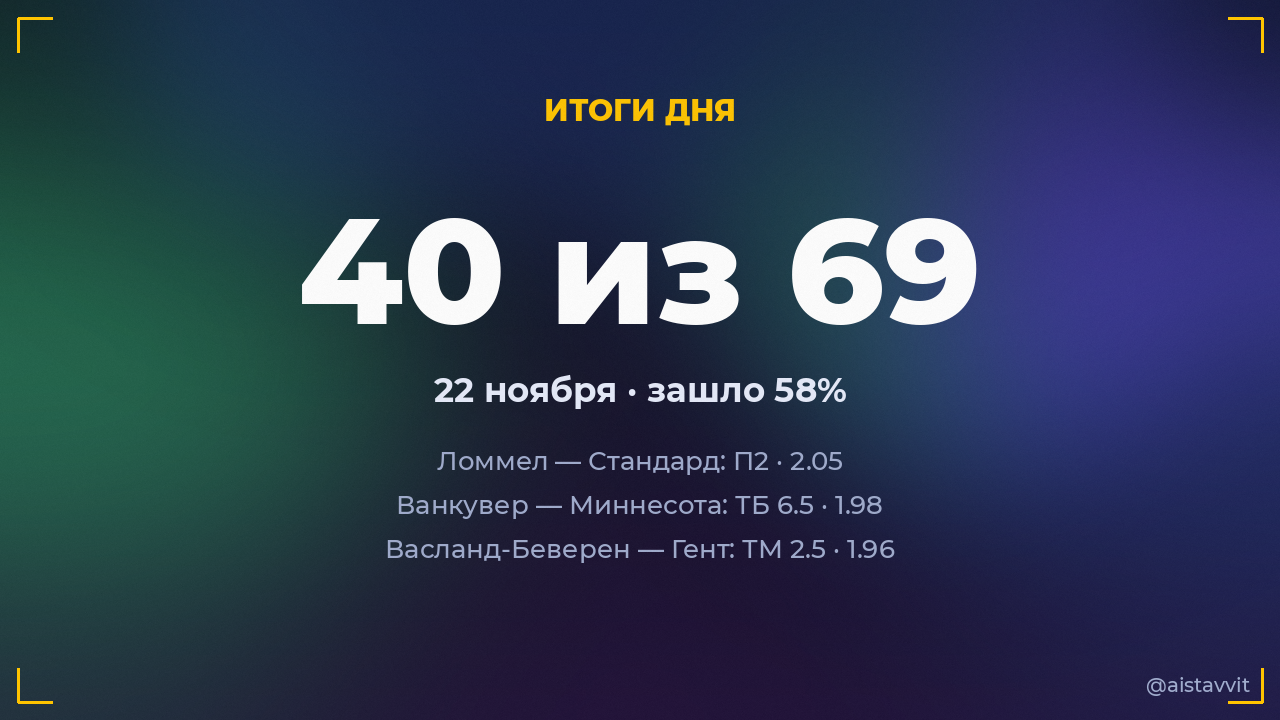 ИТОГИ ДНЯ
40 из 69
22 ноября · зашло 58%
Ломмел — Стандард: П2 · 2.05
Ванкувер — Миннесота: ТБ 6.5 · 1.98
Васланд-Беверен — Гент: ТМ 2.5 · 1.96
@aistavvit